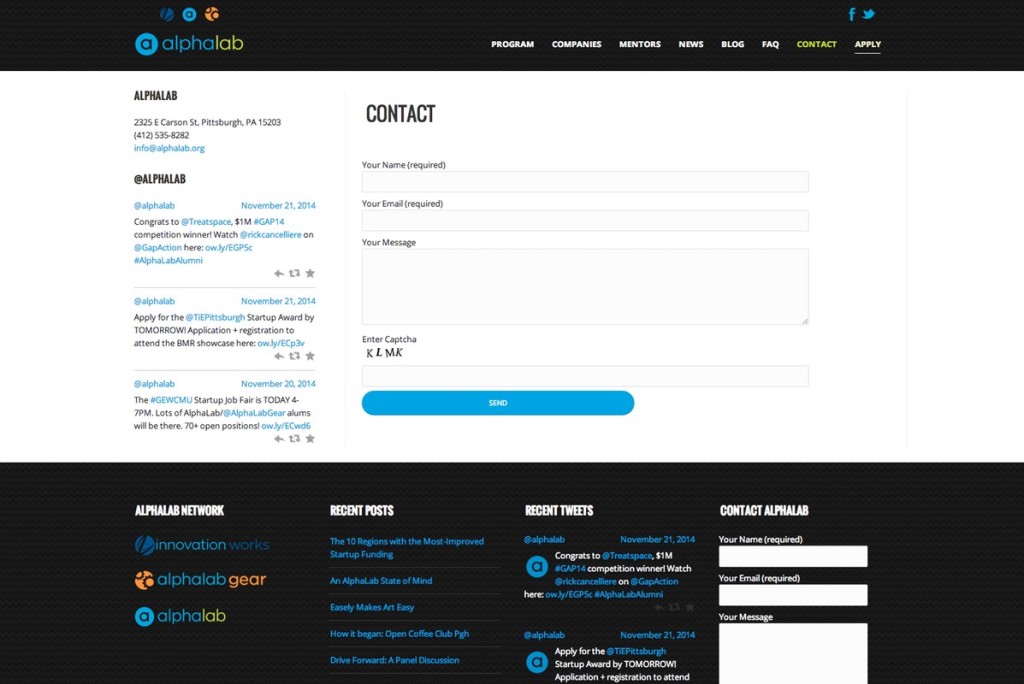 alphalab
PROGRAM COMPANIES MENTORS NEWS BLOG FAQ CONTACT APPLY
ALPHALAB
2325 E Carson St, Pittsburgh, PA 15203
(412) 535-8282
info@alphalab.org
@ALPHALAB
@alphalab November 21, 2014
Congrats to @Treatspace, $1M #GAP14
competition winner! Watch @rickcancelliere on
@GapAction here: ow.ly/EGP5c
#AlphaLabAlumni
@alphalab November 21, 2014
Apply for the @TiEPittsburgh Startup Award by
TOMORROW! Application + registration to
attend the BMR showcase here: ow.ly/ECp3v
@alphalab November 20, 2014
The #GEWCMU Startup Job Fair is TODAY 4-
7PM. Lots of AlphaLab/@AlphaLabGear alums
will be there. 70+ open positions! ow.ly/ECwd6
CONTACT
Your Name (required)
Your Email (required)
Your Message
Enter Captcha
K L M K
SEND
ALPHALAB NETWORK
innovation works
alphalab gear
alphalab
RECENT POSTS
The 10 Regions with the Most-Improved
Startup Funding
An AlphaLab State of Mind
Easely Makes Art Easy
How it began: Open Coffee Club Pgh
Drive Forward: A Panel Discussion
RECENT TWEETS
@alphalab November 21, 2014
Congrats to @Treatspace, $1M
#GAP14 competition winner! Watch
@rickcancelliere on @GapAction
here: ow.ly/EGP5c #AlphaLabAlumni
@alphalab November 21, 2014
Apply for the @TiEPittsburgh
Startup Award by TOMORROW!
Application + registration to attend
CONTACT ALPHALAB
Your Name (required)
Your Email (required)
Your Message